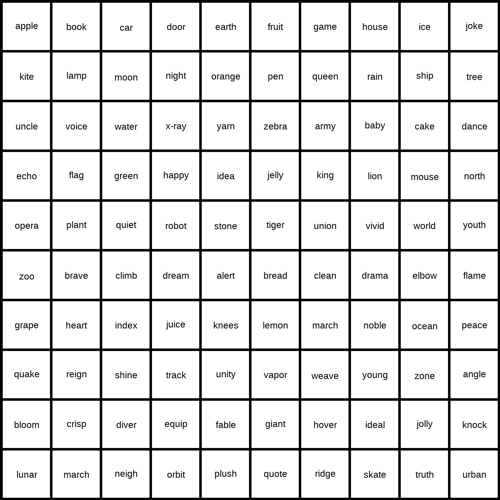 apple book car door earth fruit game house ice joke
kite lamp moon night orange pen queen rain ship tree
uncle voice water x-ray yarn zebra army baby cake dance
echo flag green happy idea jelly king lion mouse north
opera plant quiet robot stone tiger union vivid world youth
zoo brave climb dream alert bread clean drama elbow flame
grape heart index juice knees lemon march noble ocean peace
quake reign shine track unity vapor weave young zone angle
bloom crisp diver equip fable giant hover ideal jolly knock
lunar march neigh orbit plush quote ridge skate truth urban